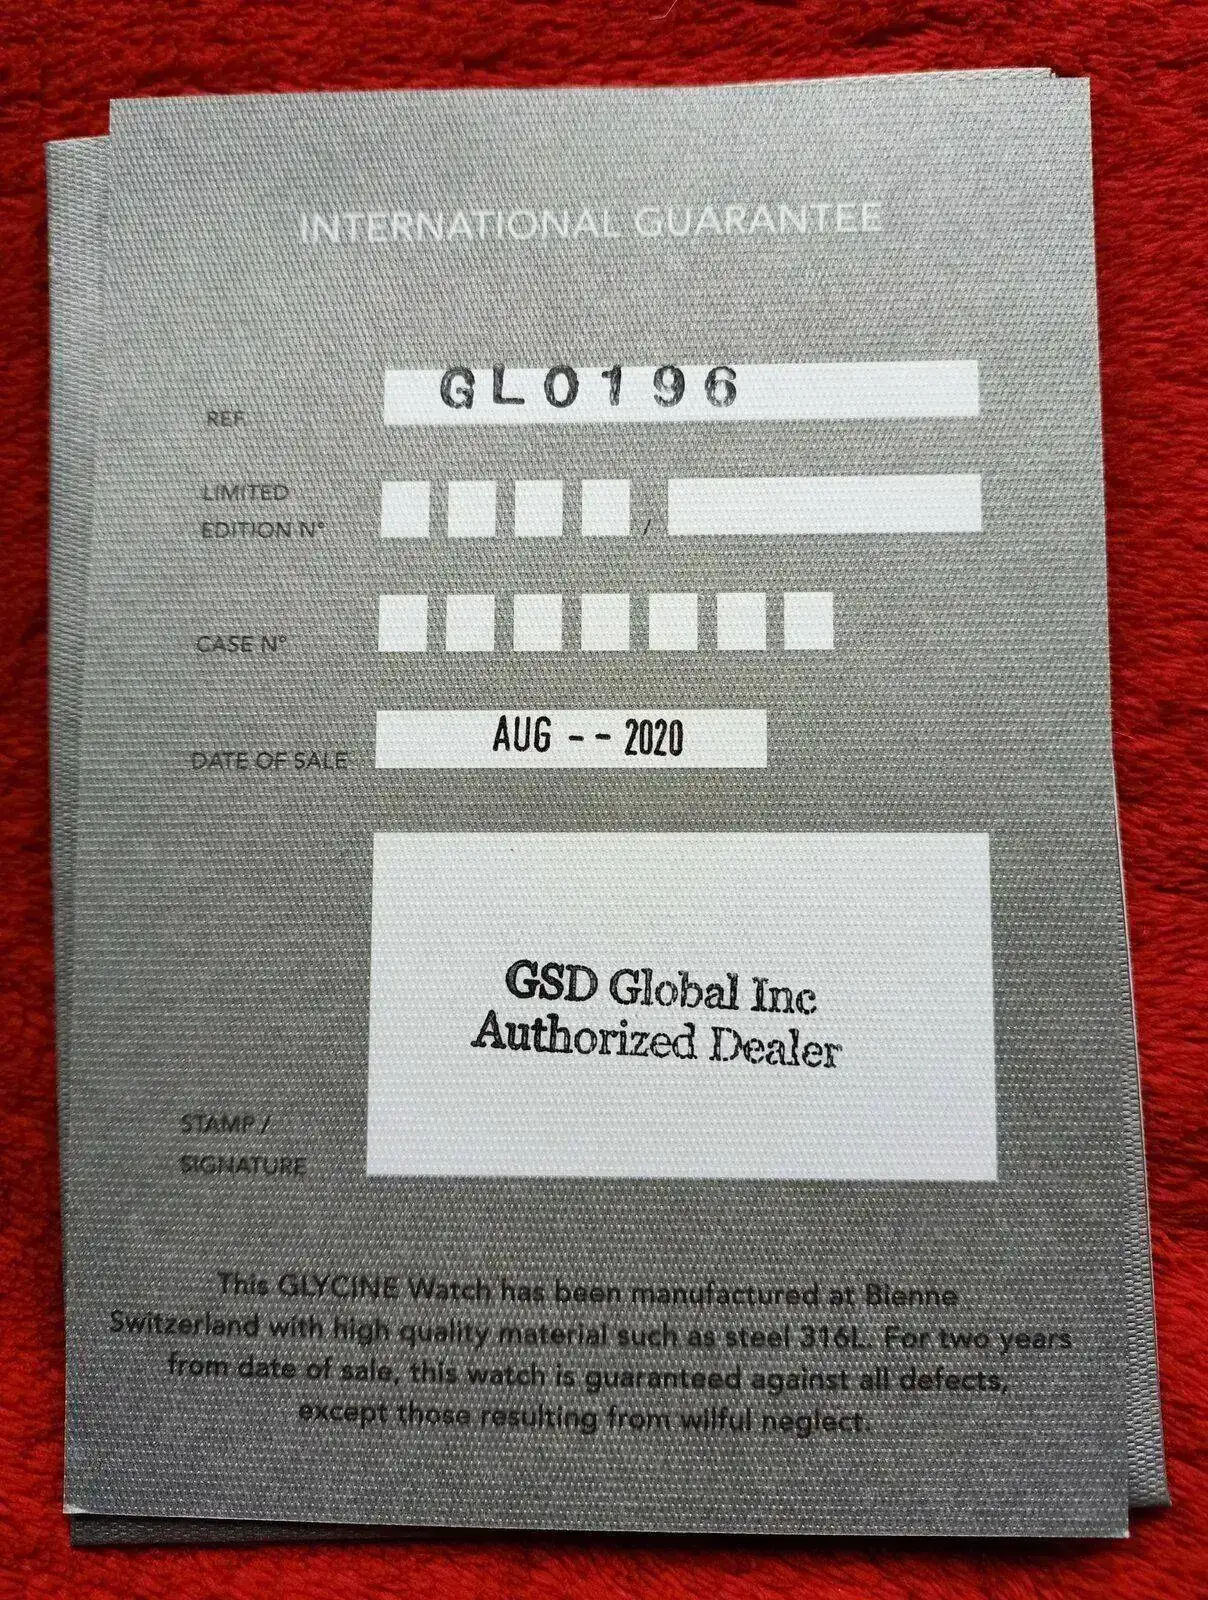 INTERNATIONAL GUARANTEE
REF. GL0196
LIMITED
EDITION N° /
CASE N°
DATE OF SALE AUG -- 2020
GSD Global Inc
Authorized Dealer
STAMP /
SIGNATURE
This GLYCINE Watch has been manufactured at Bienne
Switzerland with high quality material such as steel 316L. For two years
from date of sale, this watch is guaranteed against all defects,
except those resulting from wilful neglect.